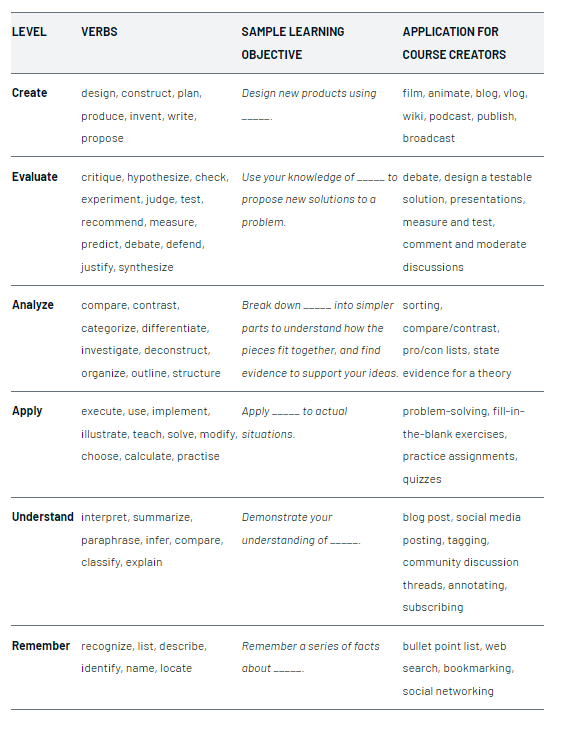 LEVEL VERBS SAMPLE LEARNING APPLICATION FOR
OBJECTIVE COURSE CREATORS
Create design, construct, plan, Design new products using film, animate, blog, vlog,
produce, invent, write, _____. wiki, podcast, publish,
propose broadcast
Evaluate critique, hypothesize, check, Use your knowledge of _____ to debate, design a testable
experiment, judge, test, propose new solutions to a solution, presentations,
recommend, measure, problem. measure and test,
predict, debate, defend, comment and moderate
justify, synthesize discussions
Analyze compare, contrast, Break down _____ into simpler sorting,
categorize, differentiate, parts to understand how the compare/contrast,
investigate, deconstruct, pieces fit together, and find pro/con lists, state
organize, outline, structure evidence to support your ideas. evidence for a theory
Apply execute, use, implement, Apply _____ to actual problem-solving, fill-in-
illustrate, teach, solve, modify, situations. the-blank exercises,
choose, calculate, practise practice assignments,
quizzes
Understand interpret, summarize, Demonstrate your blog post, social media
paraphrase, infer, compare, understanding of _____. posting, tagging,
classify, explain community discussion
threads, annotating,
subscribing
Remember recognize, list, describe, Remember a series of facts bullet point list, web
identify, name, locate about _____. search, bookmarking,
social networking